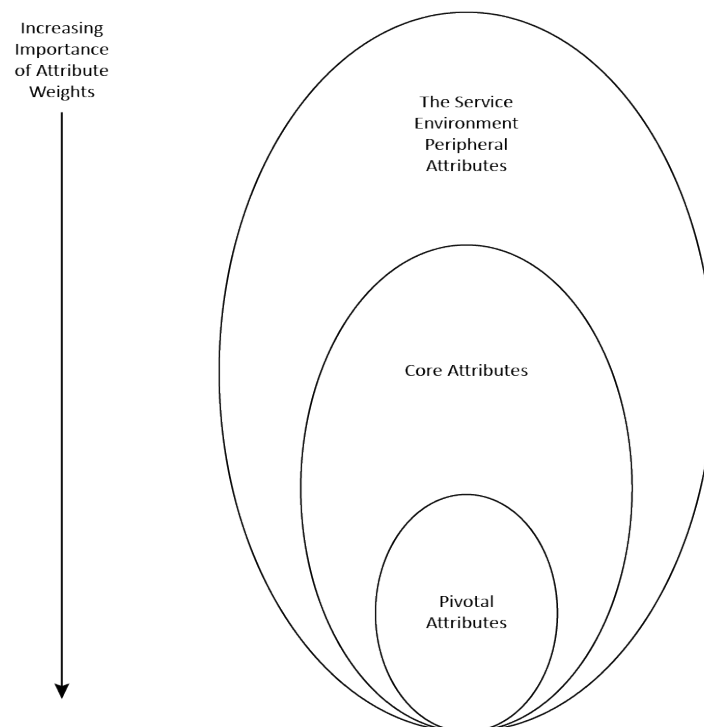 Increasing
Importance
of Attribute
Weights
The Service
Environment
Peripheral
Attributes
Core Attributes
Pivotal
Attributes